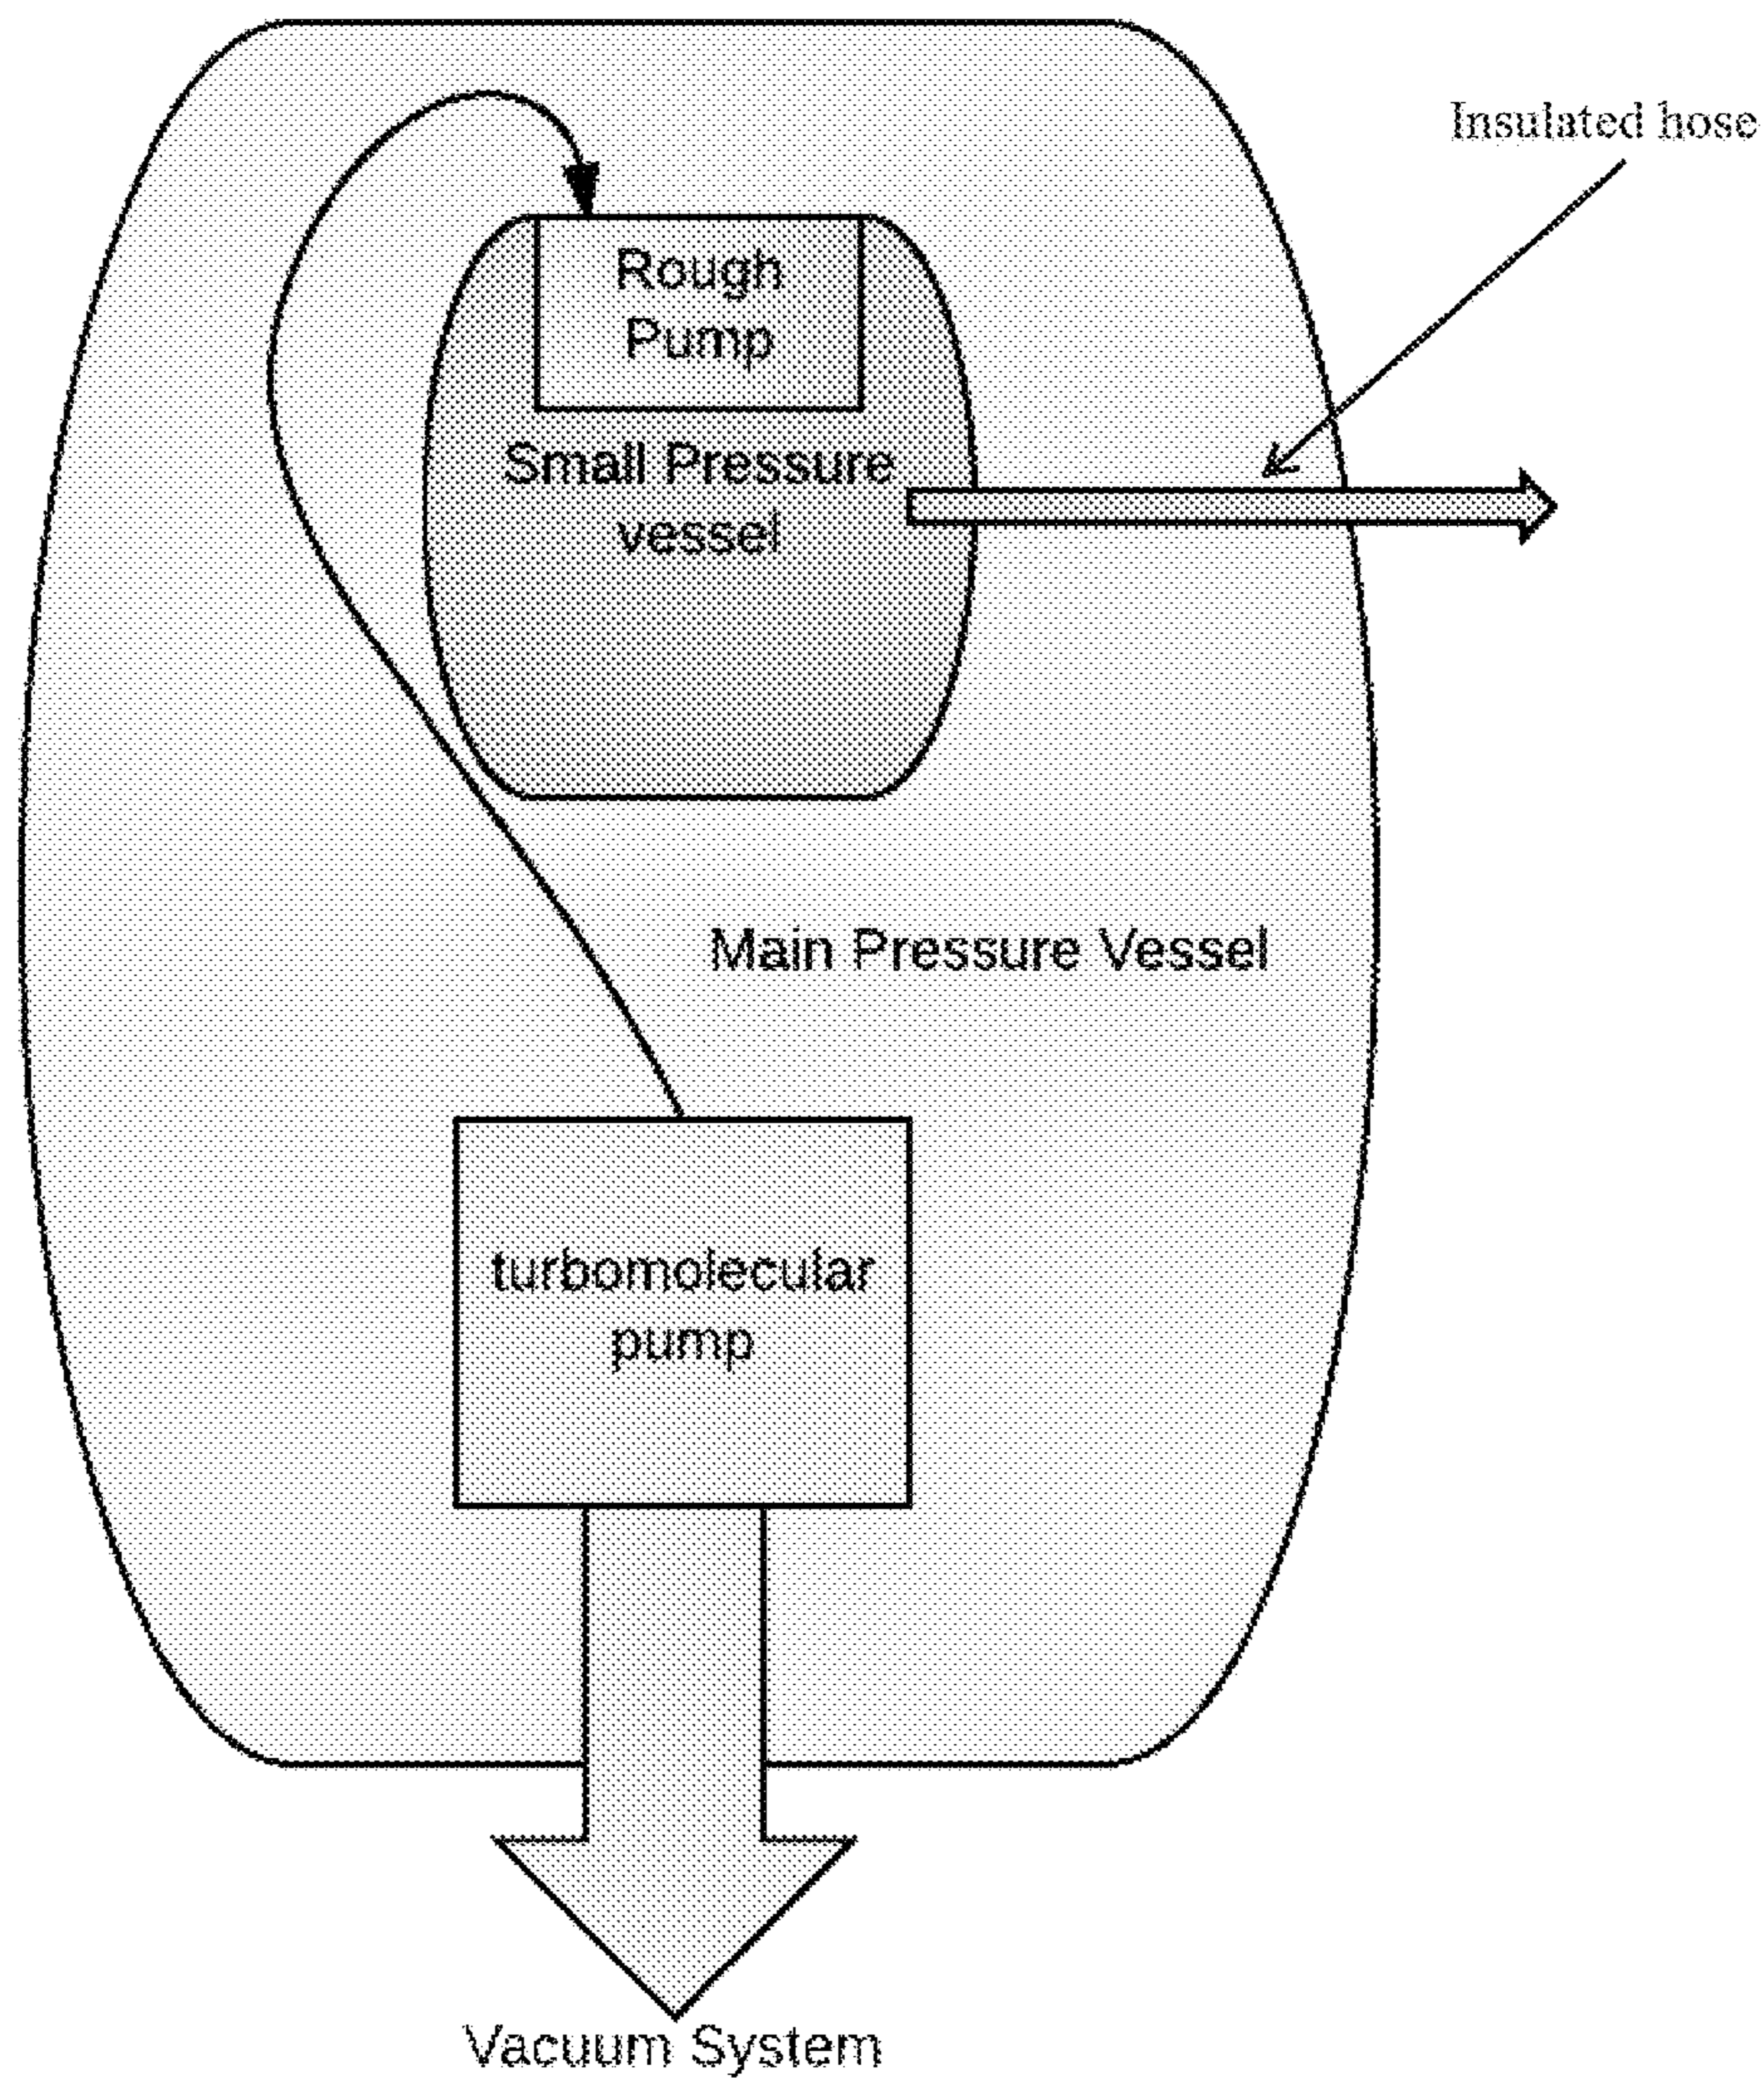 Insulated hose
Rough
Pump
Small Pressure
vessel
Main Pressure Vessel
turbomolecular
pump
Vacuum System